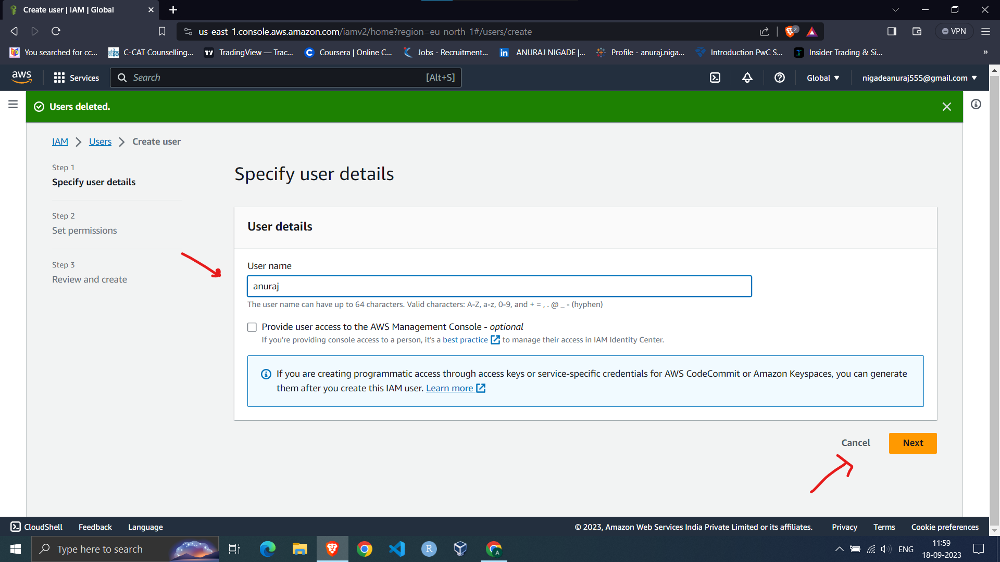 Create user | IAM | Global
us-east-1.console.aws.amazon.com/iamv2/home?region=eu-north-1#/users/create
2
VPN
You searched for cc...
C-CAT Counselling...
TradingView — Trac...
Coursera | Online C...
Jobs - Recruitment...
ANURAJ NIGADE |...
Profile - anuraj.niga...
Introduction PwC S...
Insider Trading & Si...
»
aws
Services
Search
[Alt+S]
Global
nigadeanuraj555@gmail.com
Users deleted.
IAM
Users
Create user
Step 1
Specify user details
Step 2
Set permissions
Step 3
Review and create
Specify user details
User details
User name
anuraj
The user name can have up to 64 characters. Valid characters: A-Z, a-z, 0-9, and + = , . @ _ - (hyphen)
Provide user access to the AWS Management Console - optional
If you're providing console access to a person, it's a best practice to manage their access in IAM Identity Center.
If you are creating programmatic access through access keys or service-specific credentials for AWS CodeCommit or Amazon Keyspaces, you can generate
them after you create this IAM user. Learn more
Cancel
Next
CloudShell
Feedback
Language
© 2023, Amazon Web Services India Private Limited or its affiliates.
Privacy
Terms
Cookie preferences
Type here to search
R
A
ENG
11:59
18-09-2023